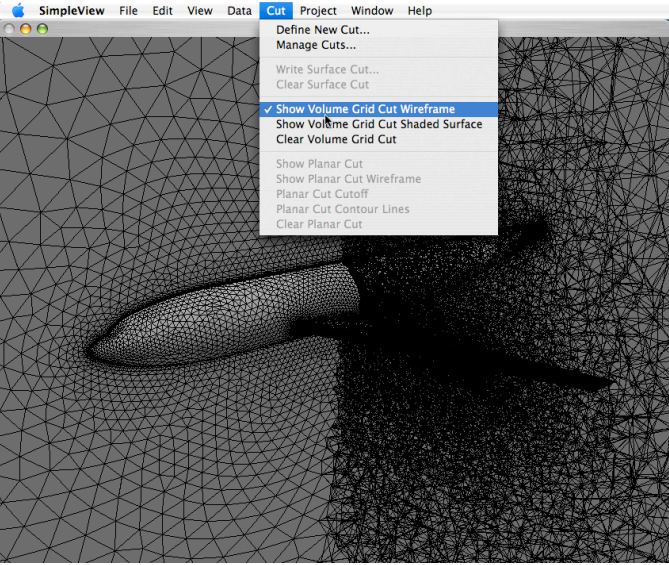 SimpleView File Edit View Data Cut Project Window Help
Define New Cut...
Manage Cuts...
Write Surface Cut...
Clear Surface Cut
✓ Show Volume Grid Cut Wireframe
Show Volume Grid Cut Shaded Surface
Clear Volume Grid Cut
Show Planar Cut
Show Planar Cut Wireframe
Planar Cut Cutoff
Planar Cut Contour Lines
Clear Planar Cut